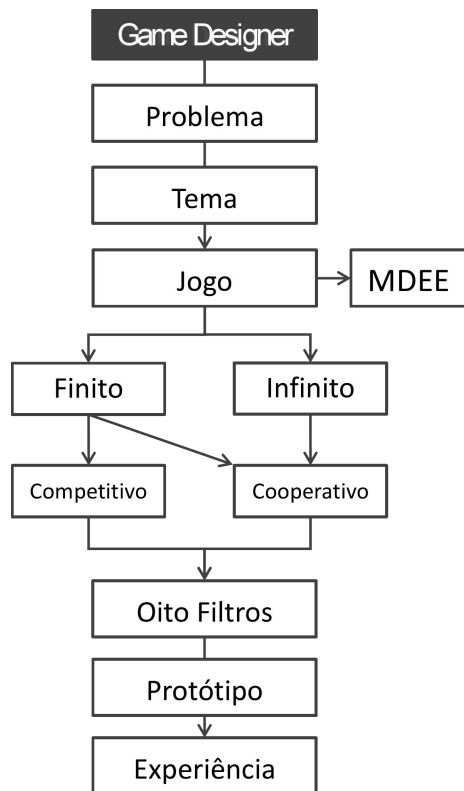 Game Designer
Problema
Tema
Jogo
MDEE
Finito
Infinito
Competitivo
Cooperativo
Oito Filtros
Protótipo
Experiência